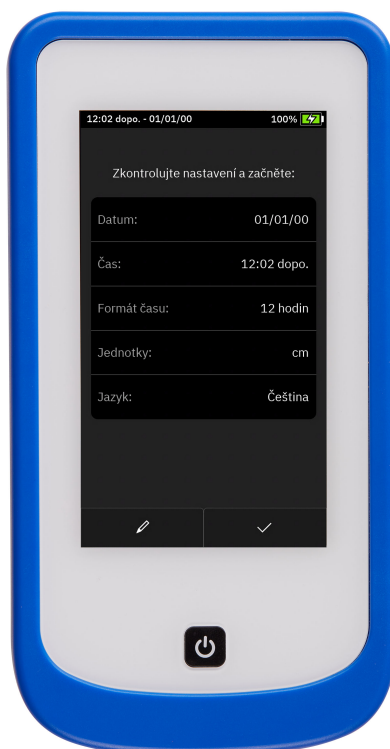 12:02 dopo. - 01/01/00 100%
Zkontrolujte nastavení a začněte:
Datum: 01/01/00
Čas: 12:02 dopo.
Formát času: 12 hodin
Jednotky: cm
Jazyk: Čeština